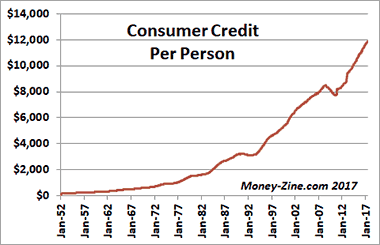 Consumer Credit
Per Person
$14,000
$12,000
$10,000
$8,000
$6,000
$4,000
$2,000
$0
Money-Zine.com 2017
Jan-52
Jan-57
Jan-62
Jan-67
Jan-72
Jan-77
Jan-82
Jan-87
Jan-92
Jan-97
Jan-02
Jan-07
Jan-12
Jan-17